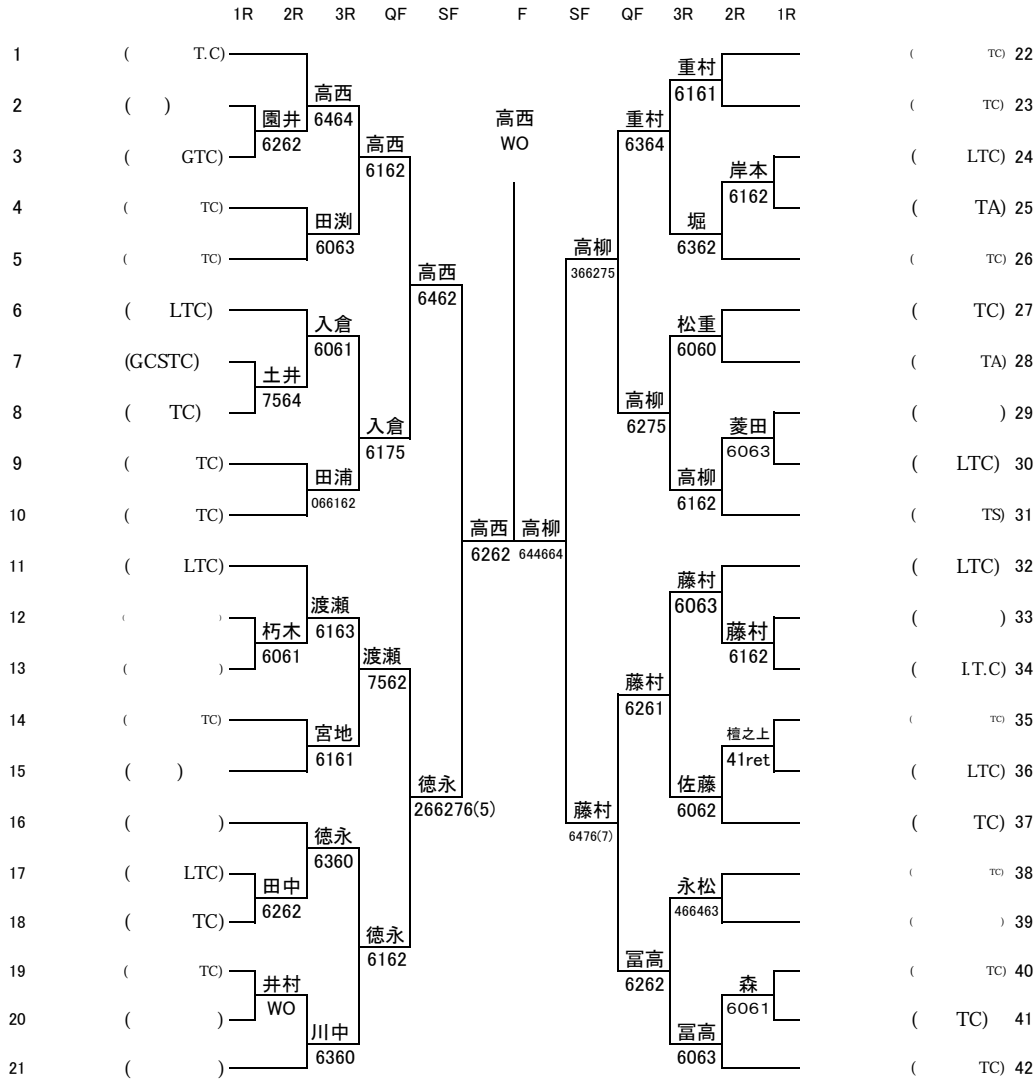 1R 2R 3R QF SF F SF QF 3R 2R 1R
1 ( T.C) ( TC) 22
重村
6161
2 ( ) 高西 ( TC) 23
6464
園井 高西 重村
6262 WO 6364
3 ( GTC) 高西 ( LTC) 24
6162
岸本
6162
4 ( TC) ( TA) 25
田渕 堀
6063 6362
5 ( TC) 高柳 ( TC) 26
366275
高西
6462
6 ( LTC) ( TC) 27
入倉 松重
6061 6060
7 (GCSTC) ( TA) 28
土井
7564
8 ( TC) 高柳 ( ) 29
6275
入倉 菱田
6175 6063
9 ( TC) ( LTC) 30
田浦 高柳
066162 6162
10 ( TC) ( TS) 31
高西 高柳
6262 644664
11 ( LTC) ( LTC) 32
藤村
6063
12 ( ) 渡瀬 ( ) 33
6163
朽木 藤村
6061 6162
13 ( ) 渡瀬 ( I.T.C) 34
7562
藤村
6261
14 ( TC) ( TC) 35
宮地 檀之上
6161 41ret
15 ( ) ( LTC) 36
徳永 佐藤
266276(5) 6062
16 ( ) 藤村 ( TC) 37
6476(7)
徳永
6360
17 ( LTC) ( TC) 38
田中 永松
6262 466463
18 ( TC) ( ) 39
徳永
6162
19 ( TC) 冨高 ( TC) 40
6262
井村 森
WO 6061
20 ( ) ( TC) 41
川中 冨高
6360 6063
21 ( ) ( TC) 42